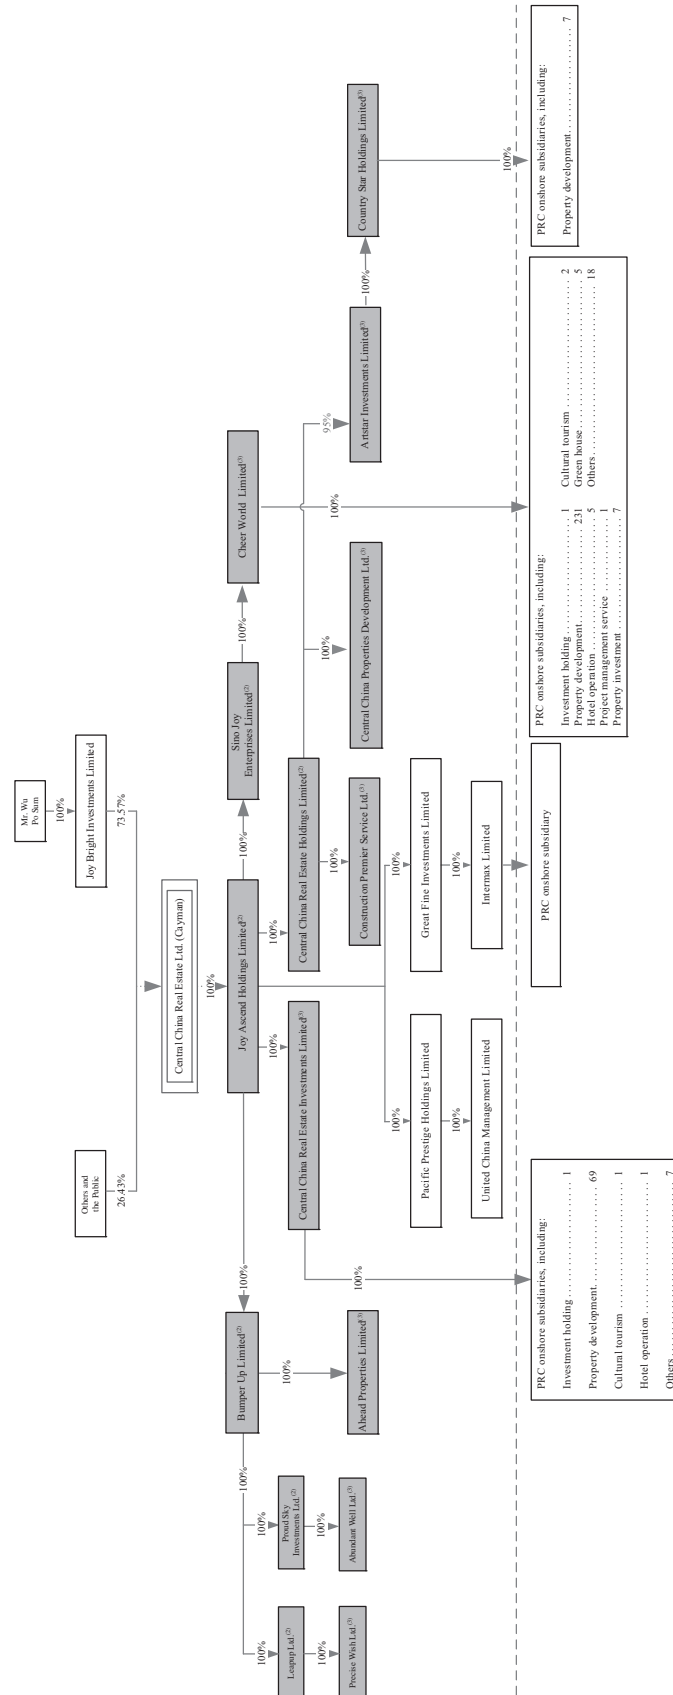 Mr. Wu
Po Sum
100%
Joy Bright Investments Limited
73.57%
Others and
the Public
26.43%
Central China Real Estate Ltd. (Cayman)
100%
Joy Ascend Holdings Limited(2)
100%
Bumper Up Limited(2)
100%
Sino Joy
Enterprises Limited(2)
100%
Cheer World Limited(3)
100%
100%
Leapup Ltd.(2)
100%
Precise Wish Ltd.(3)
100%
Proud Sky
Investments Ltd.(2)
100%
Abundant Well Ltd.(3)
100%
Ahead Properties Limited(3)
100%
Central China Real Estate Investments Limited(3)
100%
100%
Central China Real Estate Holdings Limited(2)
100%
Construction Premier Service Ltd.(3)
100%
Central China Properties Development Ltd.(3)
95%
Artstar Investments Limited(3)
100%
Country Star Holdings Limited(3)
100%
100%
Pacific Prestige Holdings Limited
100%
United China Management Limited
100%
Great Fine Investments Limited
100%
Intermax Limited
100%
PRC onshore subsidiaries, including:
Investment holding . . . . . . . . . . . . . . . . . . . . . . 1
Property development . . . . . . . . . . . . . . . . . . . . 69
Cultural tourism . . . . . . . . . . . . . . . . . . . . . . . . 1
Hotel operation . . . . . . . . . . . . . . . . . . . . . . . . . 1
Others . . . . . . . . . . . . . . . . . . . . . . . . . . . . . . . . 7
PRC onshore subsidiary
PRC onshore subsidiaries, including:
Investment holding . . . . . . . . . . . . . . . . . . . . . . 1
Property development . . . . . . . . . . . . . . . . . . . . 231
Hotel operation . . . . . . . . . . . . . . . . . . . . . . . . . 5
Project management service . . . . . . . . . . . . . . . 1
Property investment . . . . . . . . . . . . . . . . . . . . . 7
Cultural tourism . . . . . . . . . . . . . . . . . . . . . . . . 2
Green house . . . . . . . . . . . . . . . . . . . . . . . . . . . 5
Others . . . . . . . . . . . . . . . . . . . . . . . . . . . . . . . . 18
PRC onshore subsidiaries, including:
Property development . . . . . . . . . . . . . . . . . . . . 7